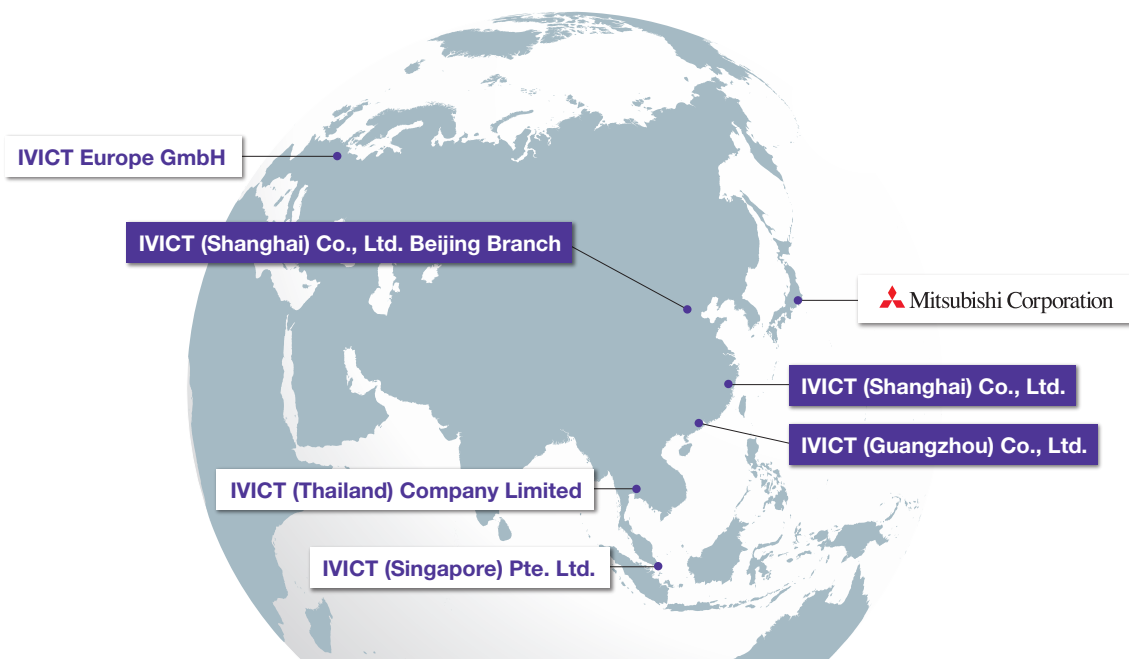 IVICT Europe GmbH
IVICT (Shanghai) Co., Ltd. Beijing Branch
Mitsubishi Corporation
IVICT (Shanghai) Co., Ltd.
IVICT (Guangzhou) Co., Ltd.
IVICT (Thailand) Company Limited
IVICT (Singapore) Pte. Ltd.